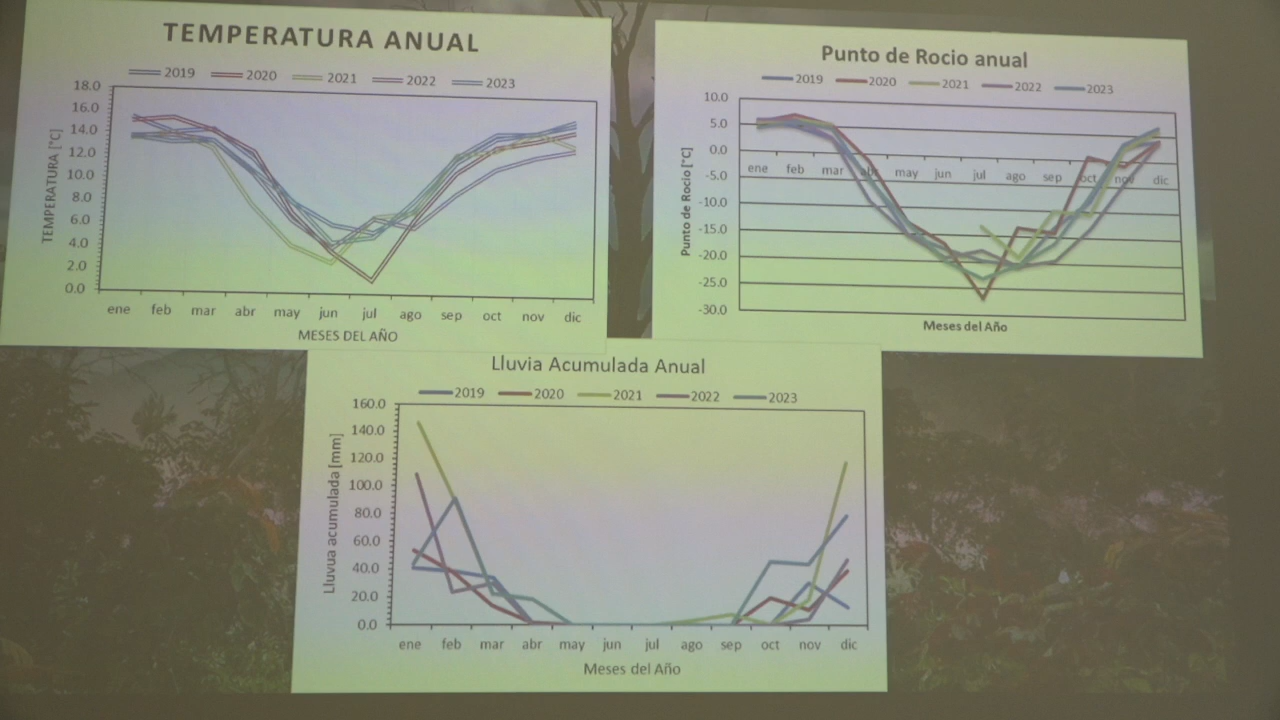 TEMPERATURA ANUAL
2019 2020 2021 2022 2023
18.0
16.0
14.0
12.0
10.0
8.0
6.0
4.0
2.0
0.0
TEMPERATURA [°C]
ene feb mar abr may jun jul ago sep oct nov dic
MESES DEL AÑO
Punto de Rocio anual
2019 2020 2021 2022 2023
10.0
5.0
0.0
-5.0
-10.0
-15.0
-20.0
-25.0
-30.0
Punto de Rocio [°C]
ene feb mar abr may jun jul ago sep oct nov dic
Meses del Año
Lluvia Acumulada Anual
2019 2020 2021 2022 2023
160.0
140.0
120.0
100.0
80.0
60.0
40.0
20.0
0.0
Lluvua acumulada [mm]
ene feb mar abr may jun jul ago sep oct nov dic
Meses del Año